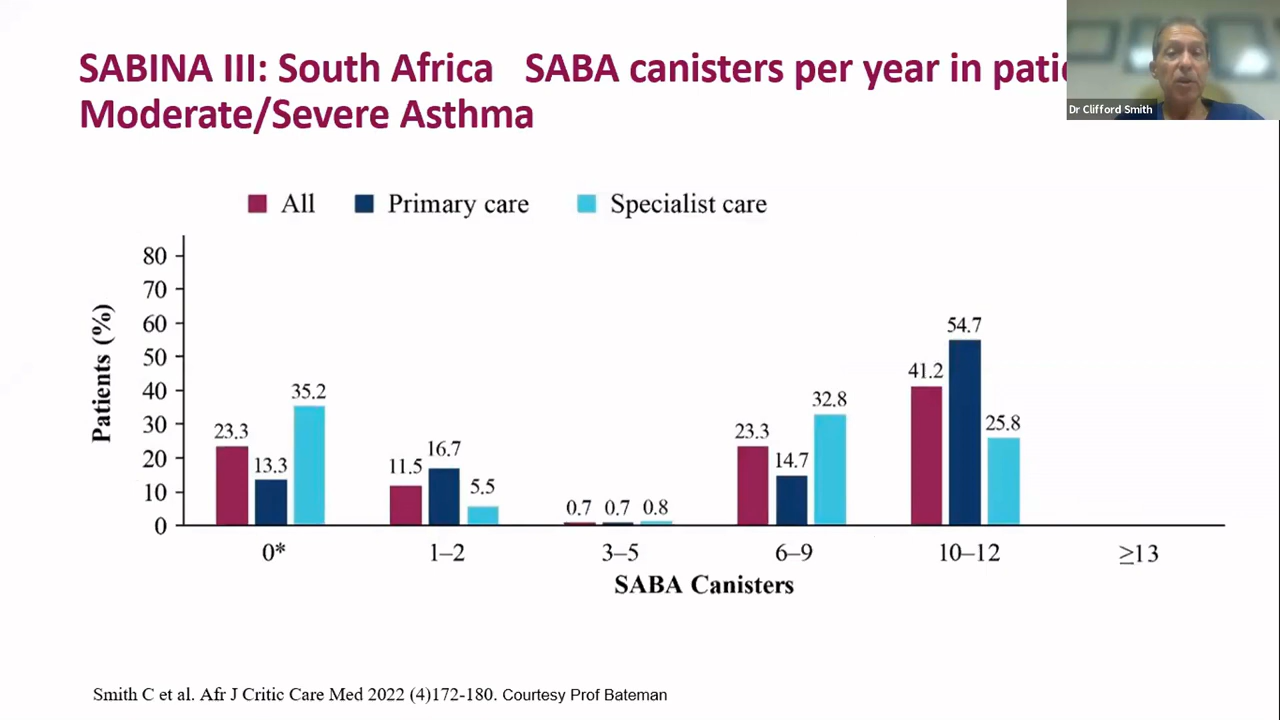 SABINA III: South Africa SABA canisters per year in
Moderate/Severe Asthma
Dr Clifford Smith
All Primary care Specialist care
Patients (%)
80
70
60
50
40
30
20
10
0
23.3 13.3 35.2
11.5 16.7 5.5
0.7 0.7 0.8
23.3 14.7 32.8
41.2 54.7 25.8
0* 1–2 3–5 6–9 10–12 ≥13
SABA Canisters
Smith C et al. Afr J Critic Care Med 2022 (4)172-180. Courtesy Prof Bateman